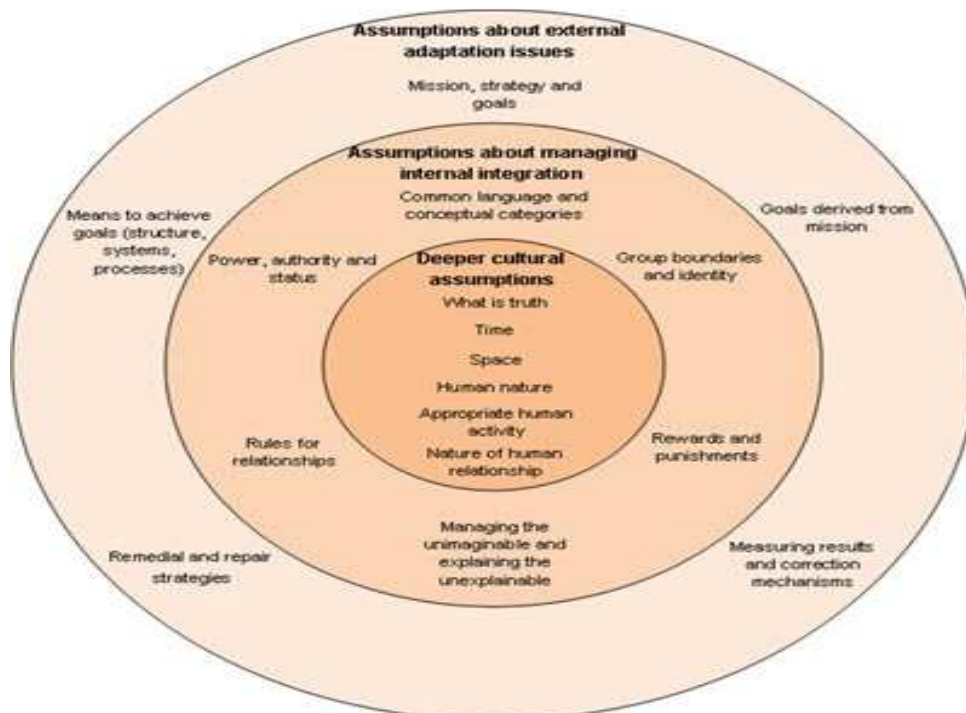 Assumptions about external
adaptation issues
Mission, strategy and
goals
Means to achieve
goals (structure,
systems,
processes)
Goals derived from
mission
Remedial and repair
strategies
Measuring results
and correction
mechanisms
Assumptions about managing
internal integration
Common language and
conceptual categories
Power, authority and
status
Group boundaries
and identity
Rules for
relationships
Rewards and
punishments
Managing the
unimaginable and
explaining the
unexplainable
Deeper cultural
assumptions
What is truth
Time
Space
Human nature
Appropriate human
activity
Nature of human
relationship